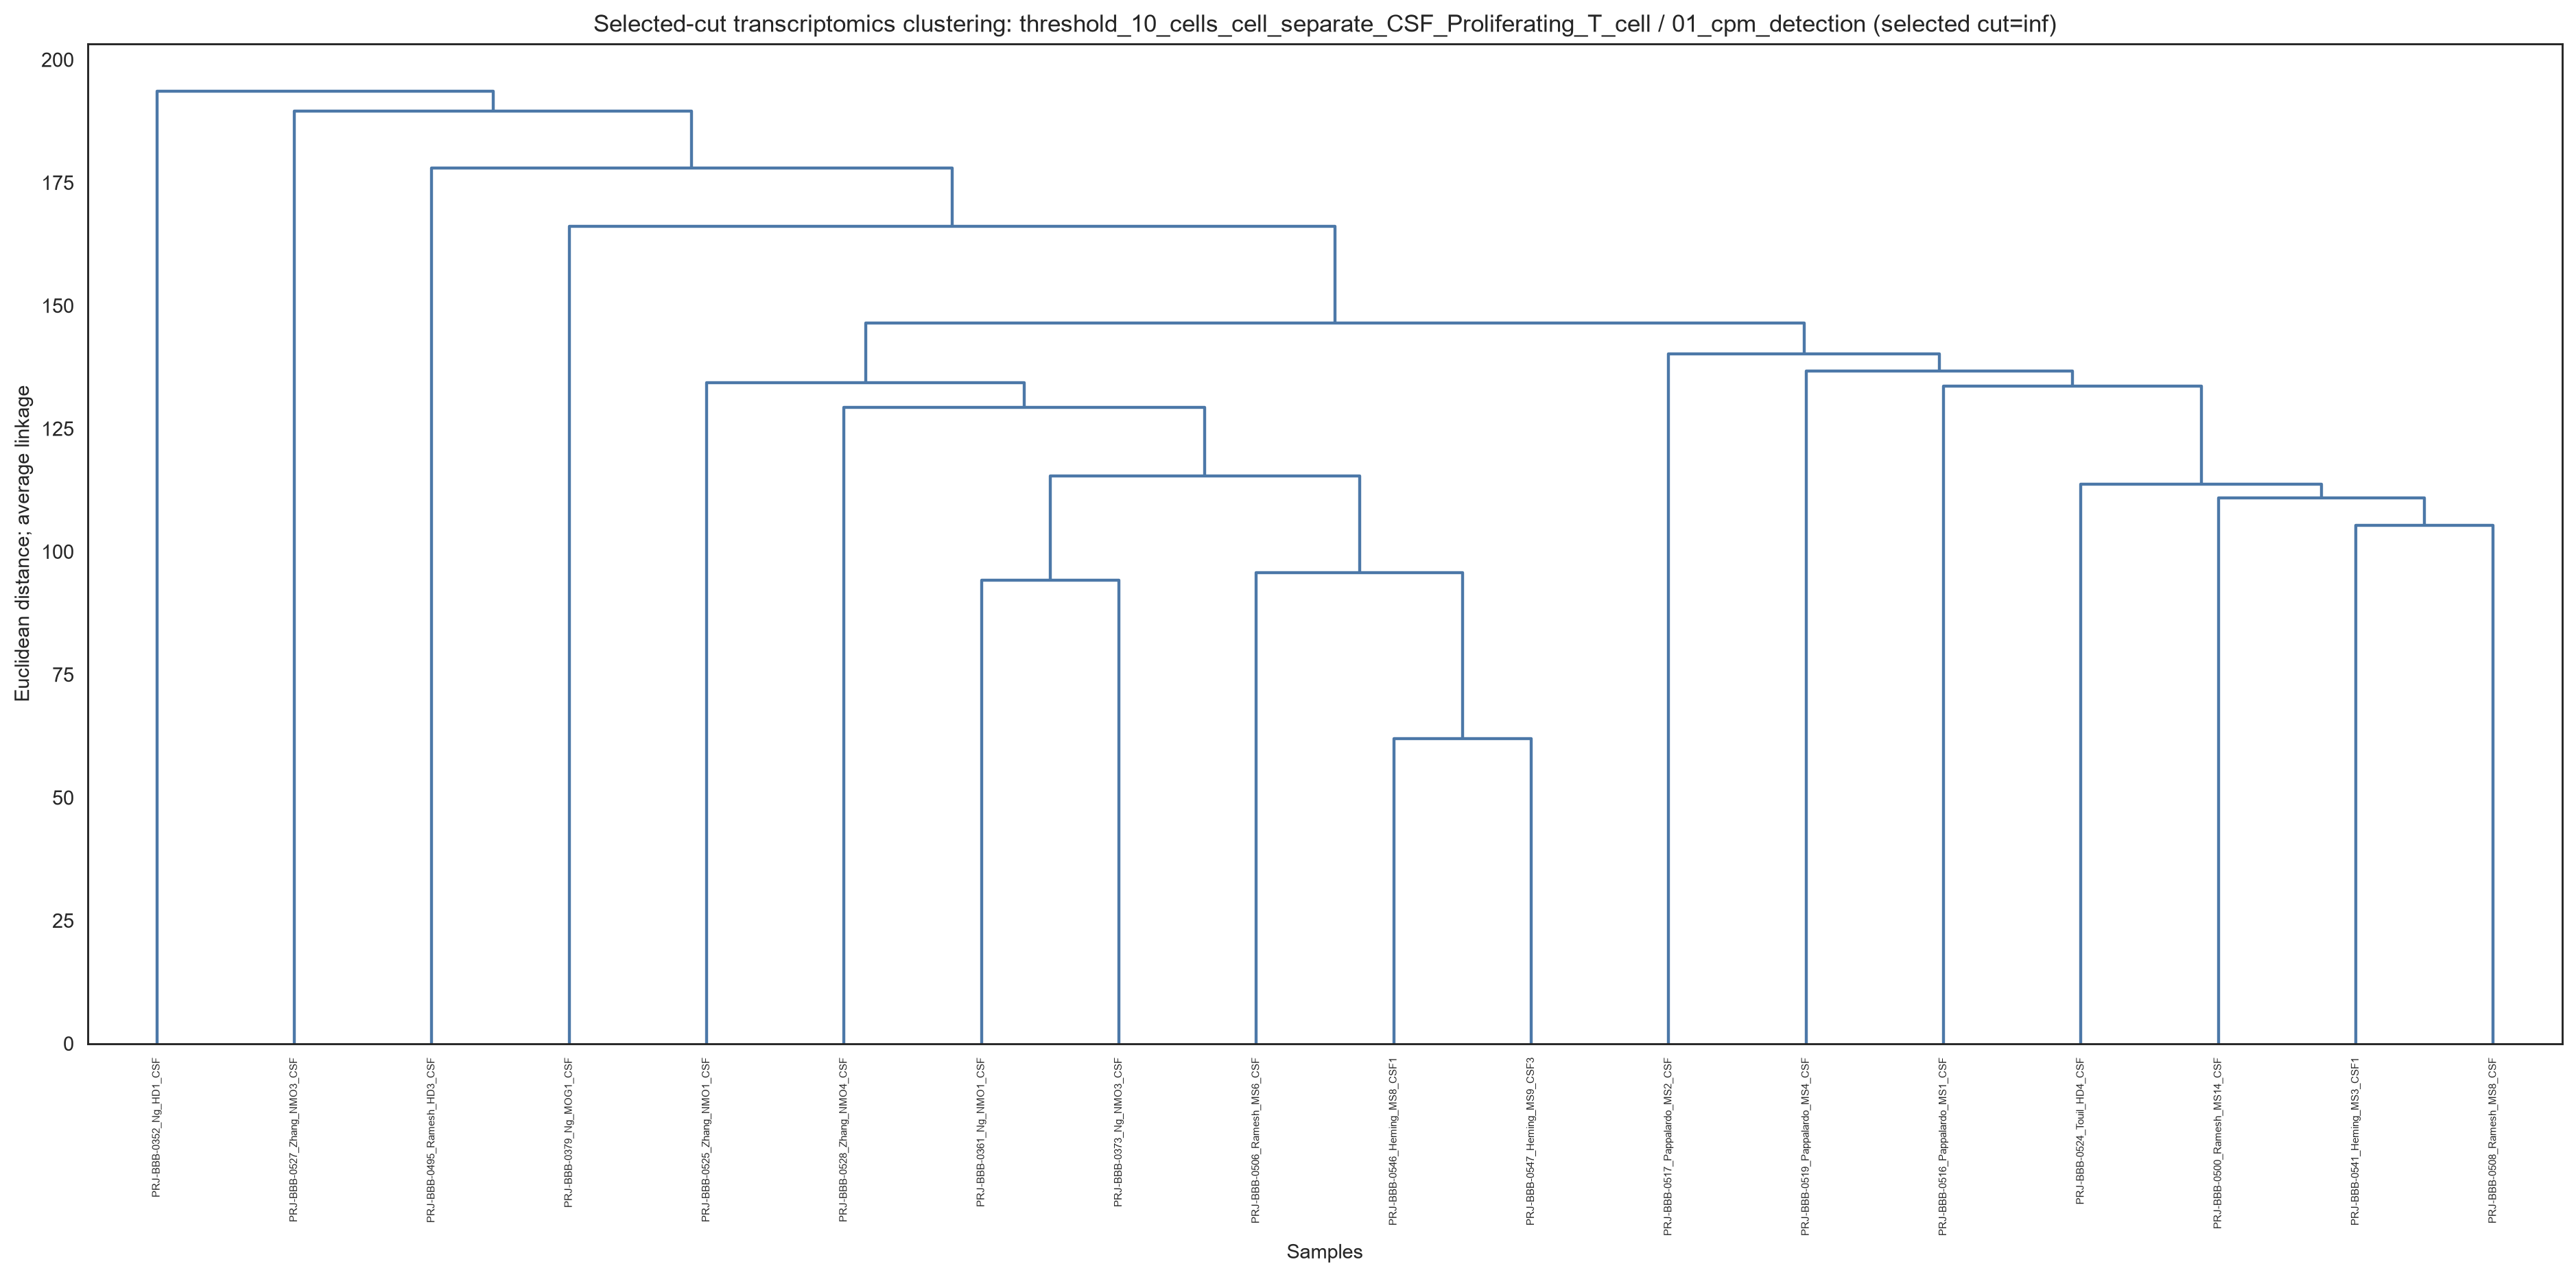 Selected-cut transcriptomics clustering: threshold_10_cells_cell_separate_CSF_Proliferating_T_cell / 01_cpm_detection (selected cut=inf)
Euclidean distance; average linkage
200
175
150
125
100
75
50
25
0
PRJ-BBB-0352_Ng_HD1_CSF
PRJ-BBB-0527_Zhang_NMO3_CSF
PRJ-BBB-0495_Ramesh_HD3_CSF
PRJ-BBB-0379_Ng_MOG1_CSF
PRJ-BBB-0525_Zhang_NMO1_CSF
PRJ-BBB-0528_Zhang_NMO4_CSF
PRJ-BBB-0361_Ng_NMO1_CSF
PRJ-BBB-0373_Ng_NMO3_CSF
PRJ-BBB-0506_Ramesh_MS6_CSF
PRJ-BBB-0546_Heming_MS8_CSF1
PRJ-BBB-0547_Heming_MS9_CSF3
PRJ-BBB-0517_Pappalardo_MS2_CSF
PRJ-BBB-0519_Pappalardo_MS4_CSF
PRJ-BBB-0516_Pappalardo_MS1_CSF
PRJ-BBB-0524_Touil_HD4_CSF
PRJ-BBB-0500_Ramesh_MS14_CSF
PRJ-BBB-0541_Heming_MS3_CSF1
PRJ-BBB-0508_Ramesh_MS8_CSF
Samples